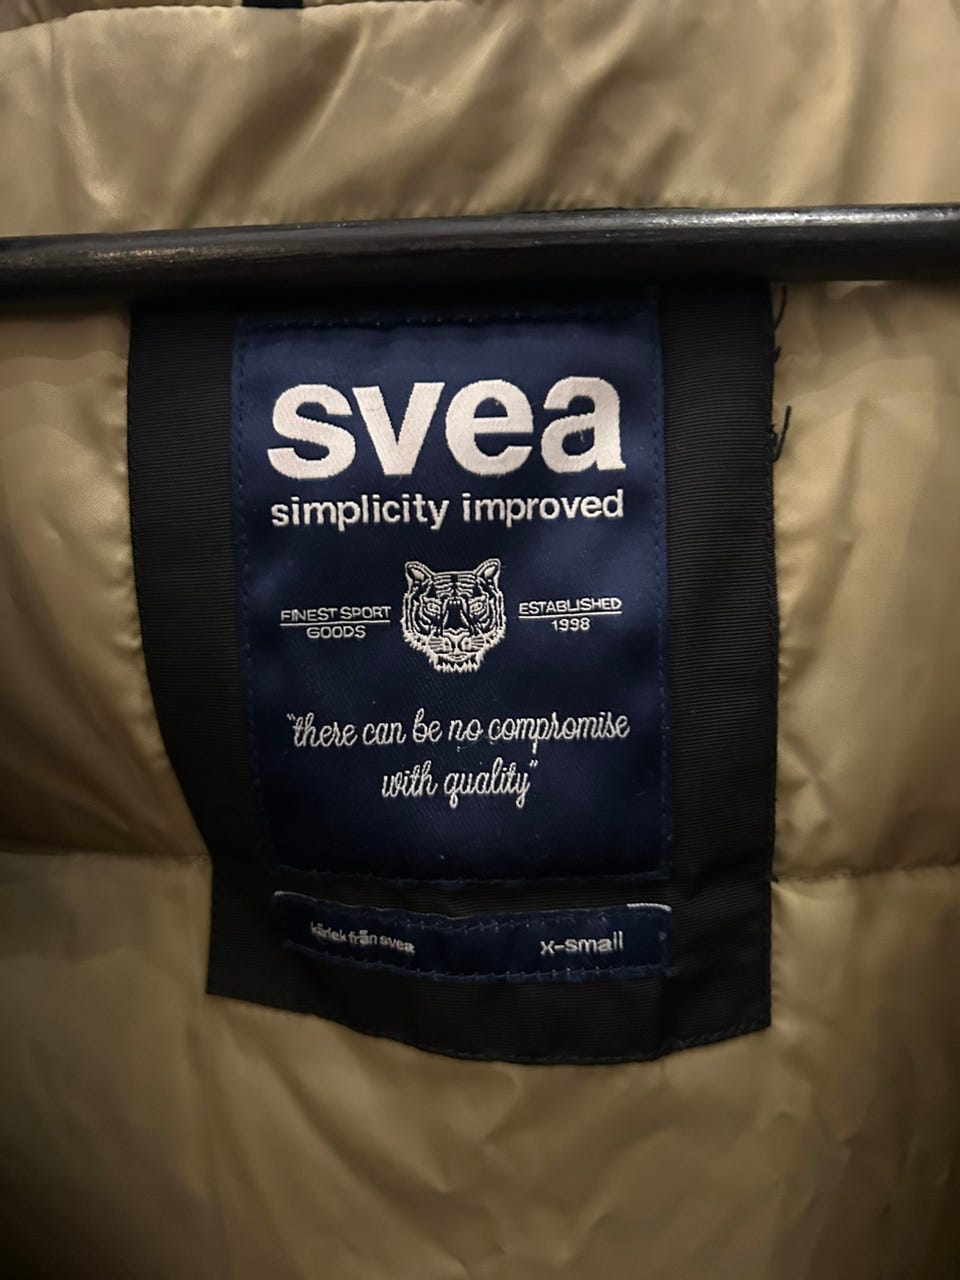 svea
simplicity improved
FINEST SPORT
GOODS
ESTABLISHED
1998
"there can be no compromise
with quality"
kärlek från svea
x-small